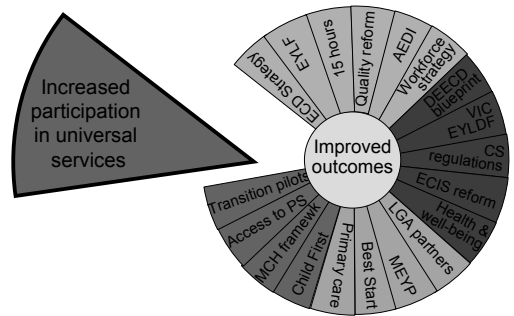 Increased
participation
in universal
services
Improved
outcomes
ECD Strategy
EYLF
15 hours
Quality reform
AEDI
Workforce
strategy
DEECD
blueprint
VIC
EYLDF
CS
regulations
ECIS reform
Health &
well-being
LGA partners
MEYP
Best Start
Primary care
Child First
MCH framewk
Access to PS
Transition pilots